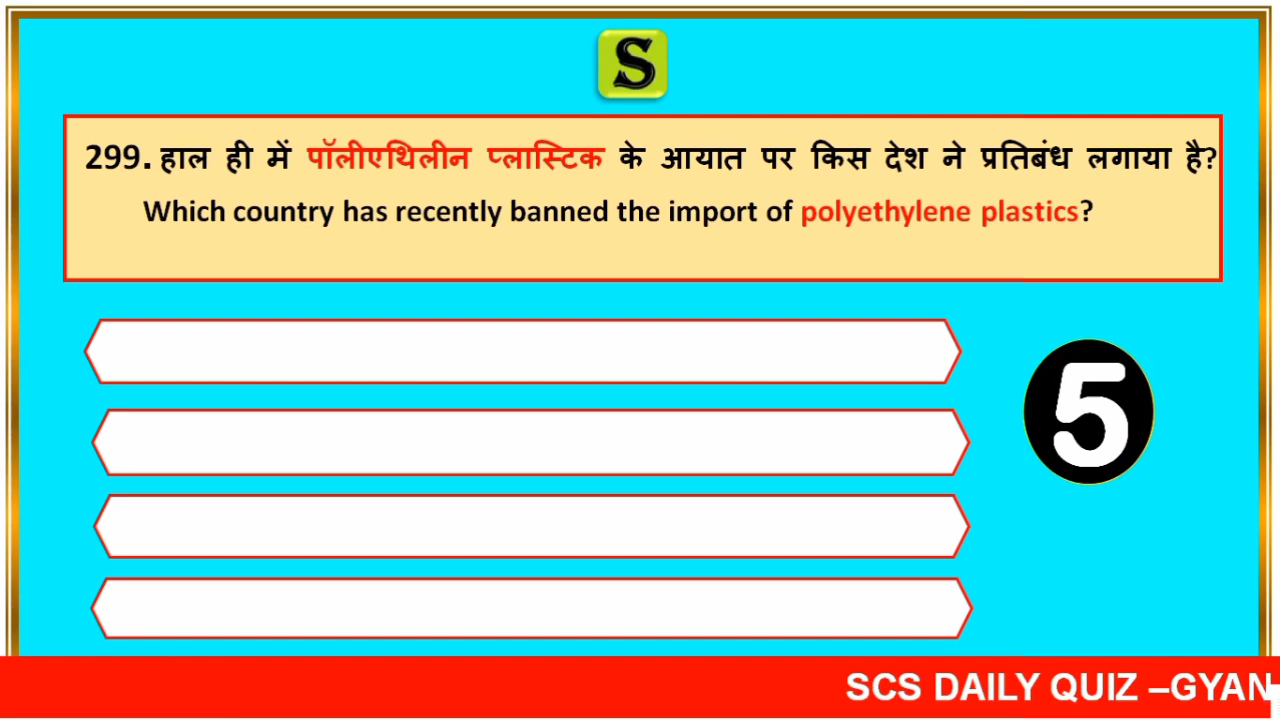 S
299. हाल ही में पॉलीएथिलीन प्लास्टिक के आयात पर किस देश ने प्रतिबंध लगाया है?
Which country has recently banned the import of polyethylene plastics?
5
SCS DAILY QUIZ –GYAN